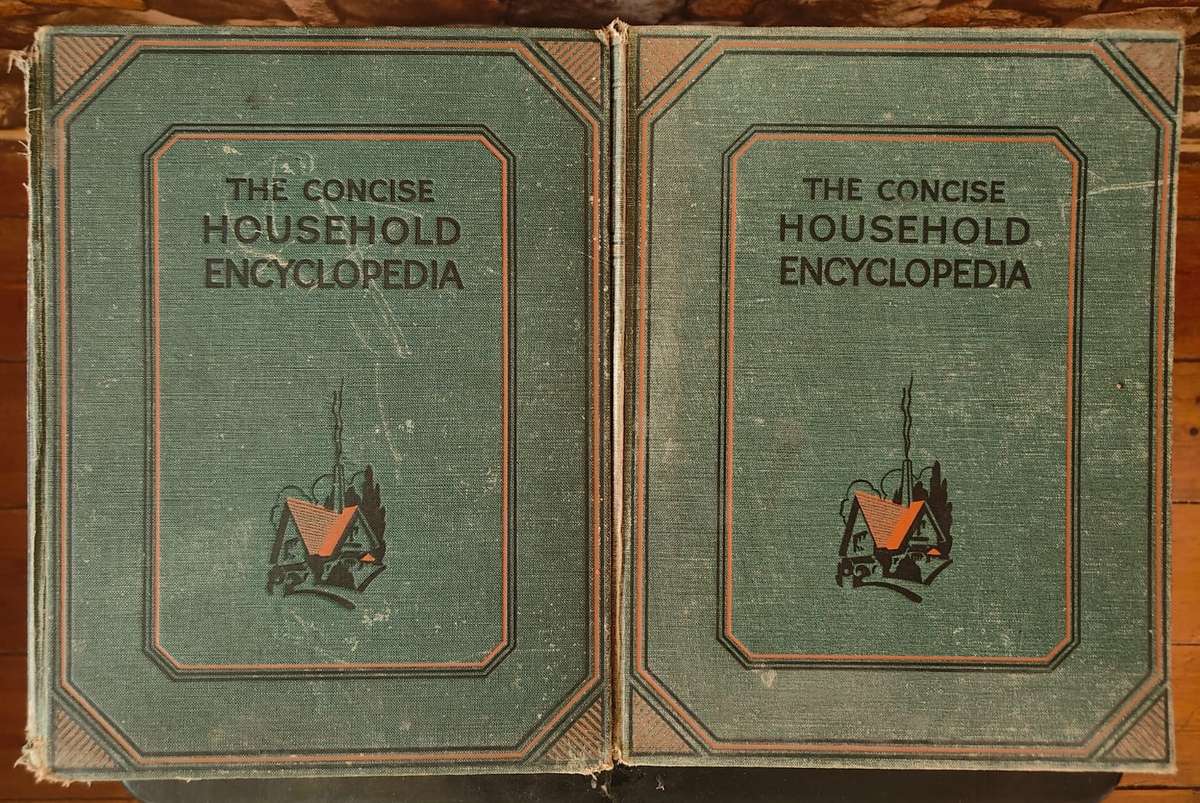 THE CONCISE
HOUSEHOLD
ENCYCLOPEDIA
THE CONCISE
HOUSEHOLD
ENCYCLOPEDIA